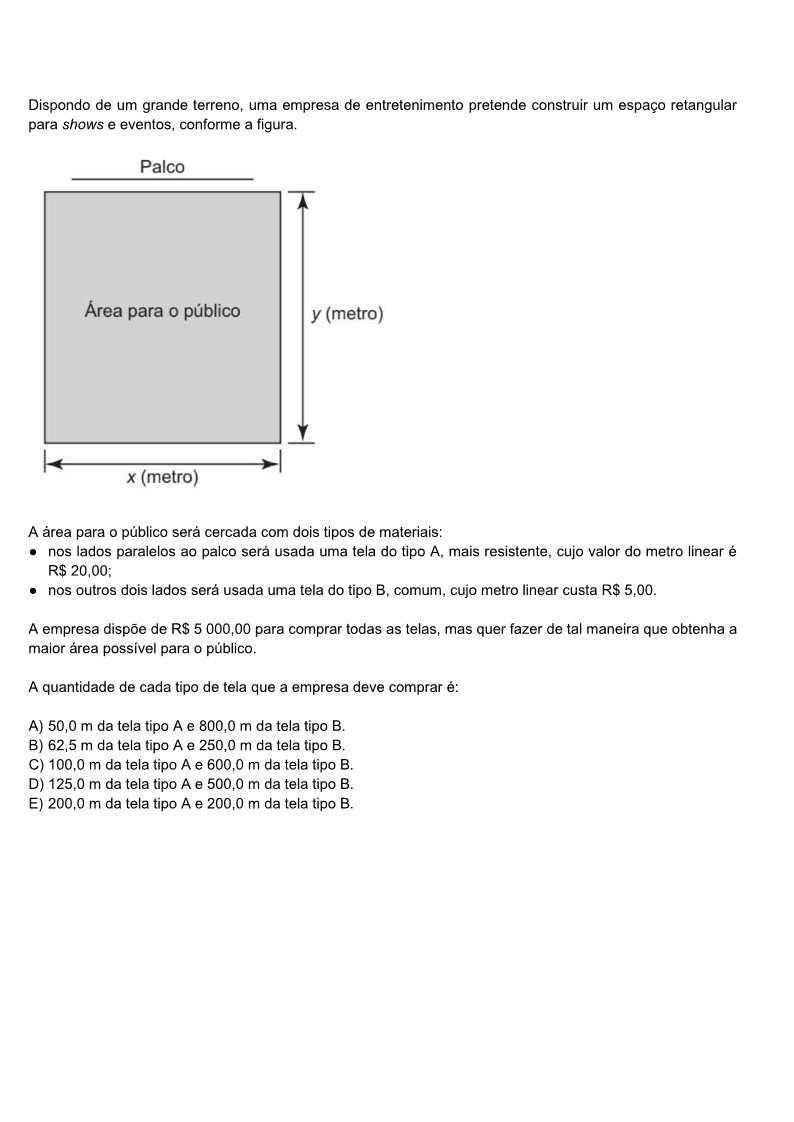 Dispondo de um grande terreno, uma empresa de entretenimento pretende construir um espaço retangular
para shows e eventos, conforme a figura.
Palco
Área para o público
y (metro)
x (metro)
A área para o público será cercada com dois tipos de materiais:
● nos lados paralelos ao palco será usada uma tela do tipo A, mais resistente, cujo valor do metro linear é
R$ 20,00;
● nos outros dois lados será usada uma tela do tipo B, comum, cujo metro linear custa R$ 5,00.
A empresa dispõe de R$ 5 000,00 para comprar todas as telas, mas quer fazer de tal maneira que obtenha a
maior área possível para o público.
A quantidade de cada tipo de tela que a empresa deve comprar é:
A) 50,0 m da tela tipo A e 800,0 m da tela tipo B.
B) 62,5 m da tela tipo A e 250,0 m da tela tipo B.
C) 100,0 m da tela tipo A e 600,0 m da tela tipo B.
D) 125,0 m da tela tipo A e 500,0 m da tela tipo B.
E) 200,0 m da tela tipo A e 200,0 m da tela tipo B.